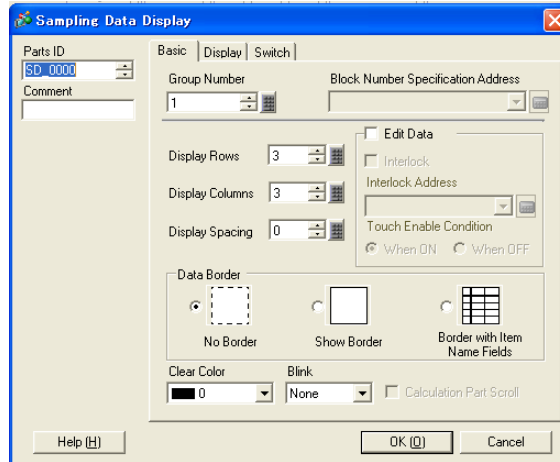 Sampling Data Display
Parts ID
SD_0000
Comment
Basic Display Switch
Group Number
1
Block Number Specification Address
Display Rows 3
Display Columns 3
Display Spacing 0
Edit Data
Interlock
Interlock Address
Touch Enable Condition
When ON When OFF
Data Border
No Border
Show Border
Border with Item
Name Fields
Clear Color
0
Blink
None
Calculation Part Scroll
Help (H)
OK (O)
Cancel